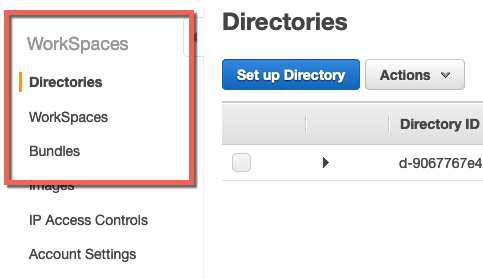 WorkSpaces
Directories
WorkSpaces
Bundles
Images
IP Access Controls
Account Settings
Directories
Set up Directory
Actions
Directory ID
d-9067767e4